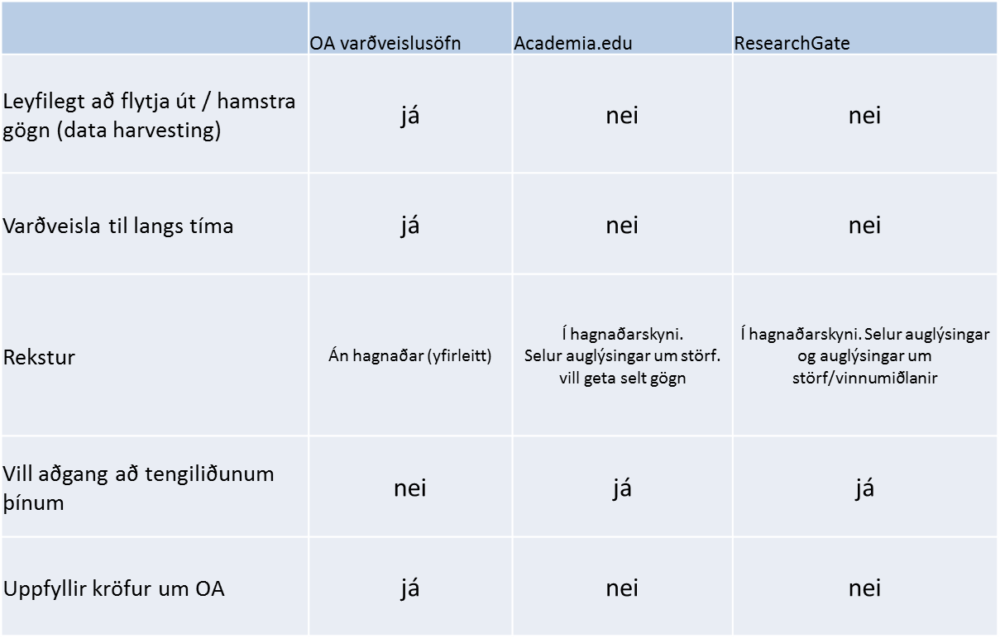 OA varðveislusöfn
Academia.edu
ResearchGate
Leyfilegt að flytja út / hamstra
gögn (data harvesting)
já
nei
nei
Varðveisla til langs tíma
já
nei
nei
Rekstur
Án hagnaðar (yfirleitt)
Í hagnaðarskyni.
Selur auglýsingar um störf.
vill geta selt gögn
Í hagnaðarskyni. Selur auglýsingar
og auglýsingar um
störf/vinnumiðlanir
Vill aðgang að tengiliðunum
þínum
nei
já
já
Uppfyllir kröfur um OA
já
nei
nei